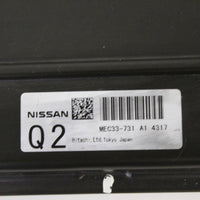 NISSAN
MEC33-731 A1 4317
Q2
Hitachi, Ltd. Tokyo Japan